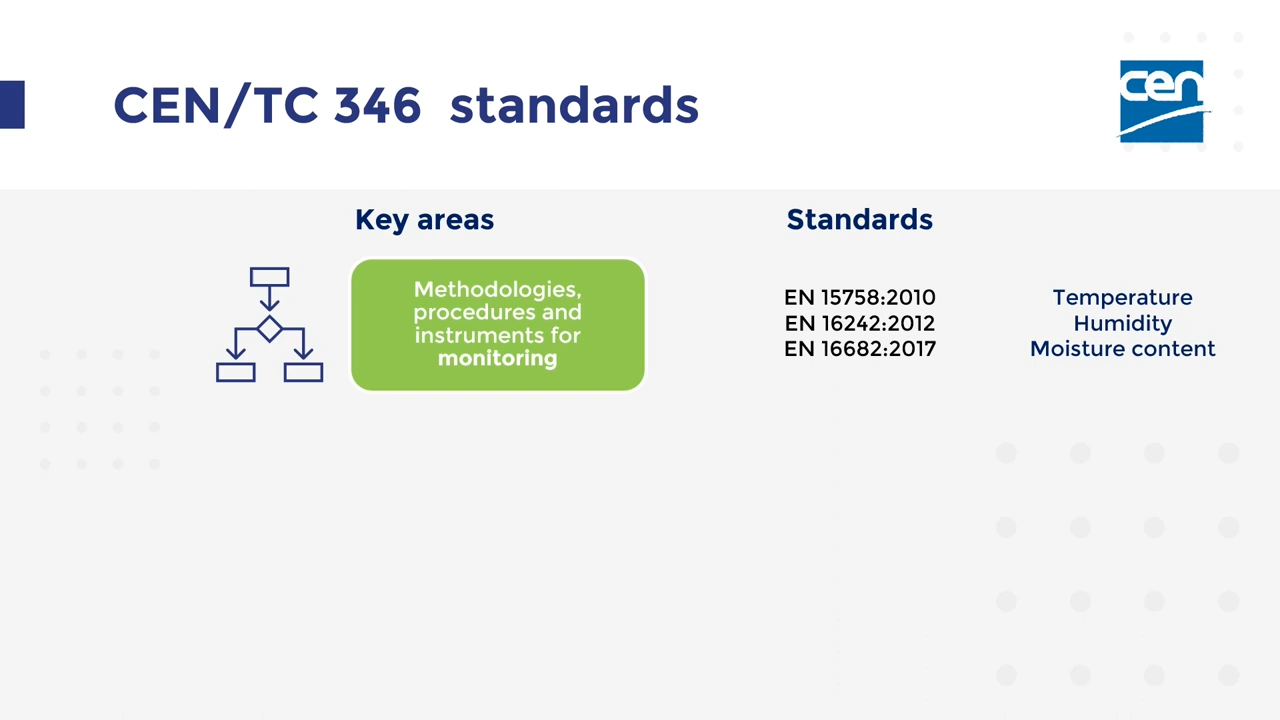 CEN/TC 346 standards
cen
Key areas
Standards
Methodologies,
procedures and
instruments for
monitoring
EN 15758:2010
Temperature
EN 16242:2012
Humidity
EN 16682:2017
Moisture content